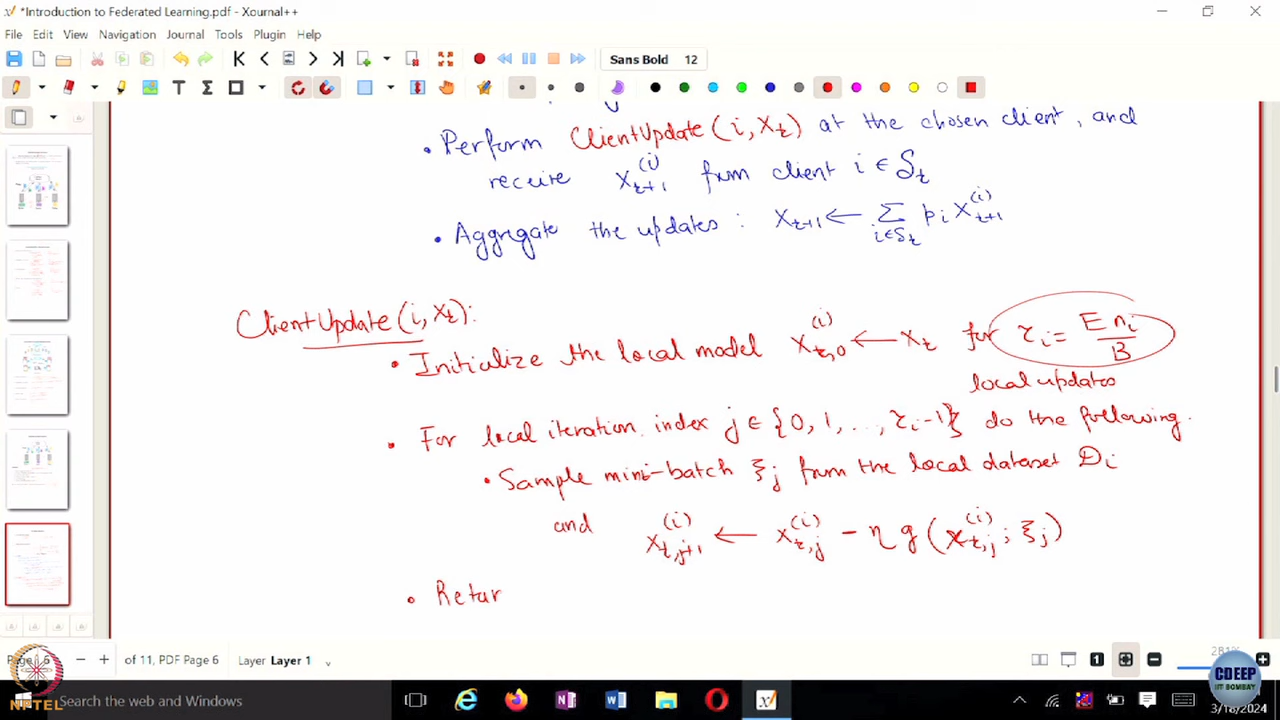 *Introduction to Federated Learning.pdf - Xournal++
File Edit View Navigation Journal Tools Plugin Help
Sans Bold 12
• Perform ClientUpdate (i, x_t) at the chosen client, and
receive x_{t+1}^{(i)} from client i ∈ S_t
• Aggregate the updates : x_{t+1} ← Σ_{i∈S_t} p_i x_{t+1}^{(i)}
ClientUpdate (i, x_t):
• Initialize the local model x_{t,0}^{(i)} ← x_t for τ_i = E n_i / B
local updates
• For local iteration index j ∈ {0, 1, ..., τ_i -1} do the following.
• Sample mini-batch ξ_j from the local dataset D_i
and x_{t,j+1}^{(i)} ← x_{t,j}^{(i)} - η g (x_{t,j}^{(i)}; ξ_j)
• Retur
Page 6 of 11, PDF Page 6 Layer Layer 1 281%
NPTEL
CDEEP
IIT BOMBAY
Search the web and Windows
3/18/2024